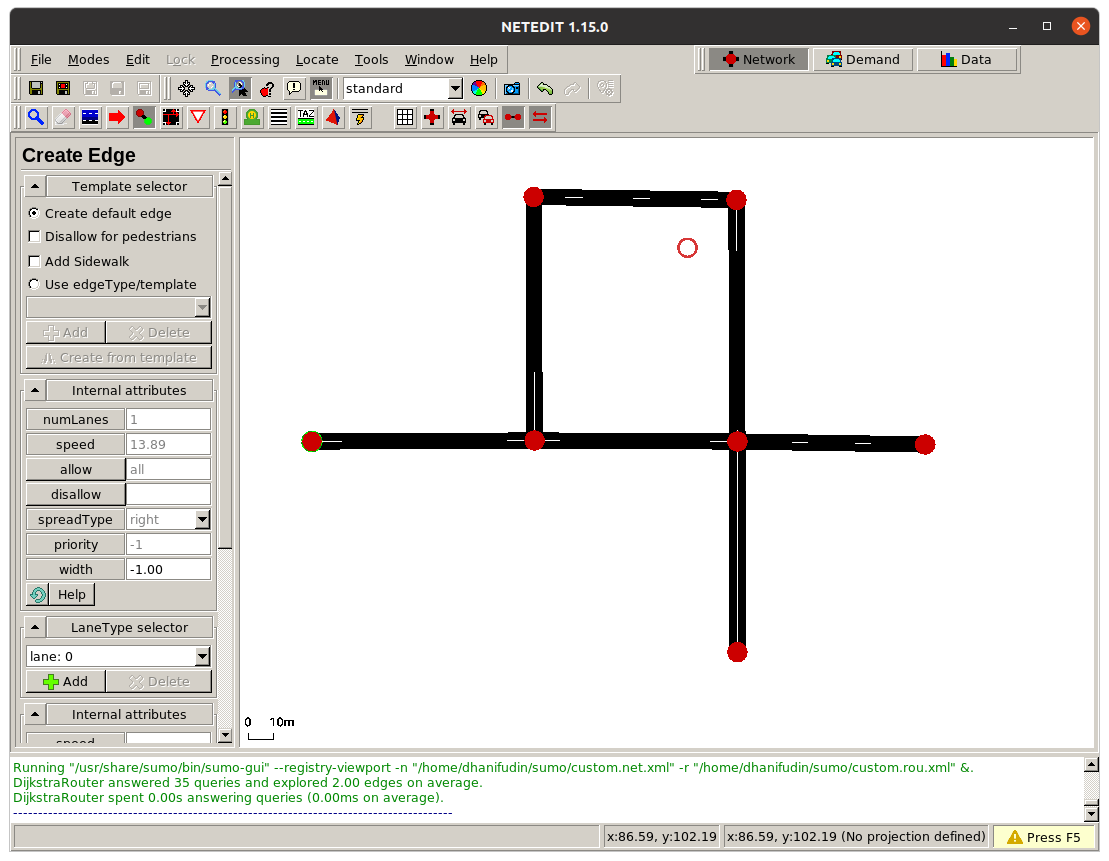 NETEDIT 1.15.0
File Modes Edit Lock Processing Locate Tools Window Help
Network Demand Data
MENU standard
TAZ
Create Edge
Template selector
Create default edge
Disallow for pedestrians
Add Sidewalk
Use edgeType/template
Add Delete
Create from template
Internal attributes
numLanes 1
speed 13.89
allow all
disallow
spreadType right
priority -1
width -1.00
Help
LaneType selector
lane: 0
Add Delete
Internal attributes
speed
0 10m
Running "/usr/share/sumo/bin/sumo-gui" --registry-viewport -n "/home/dhanifudin/sumo/custom.net.xml" -r "/home/dhanifudin/sumo/custom.rou.xml" &.
DijkstraRouter answered 35 queries and explored 2.00 edges on average.
DijkstraRouter spent 0.00s answering queries (0.00ms on average).
-----------------------------------------------------------------------------------------
x:86.59, y:102.19 x:86.59, y:102.19 (No projection defined) Press F5